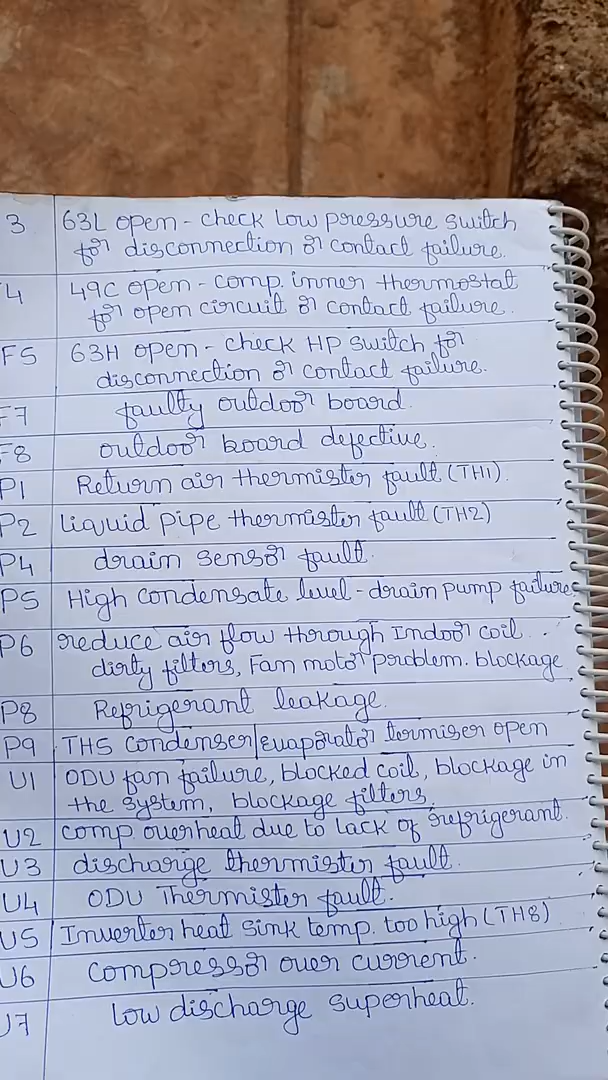 3 63L open - check low pressure switch
for disconnection or contact failure.
4 49C open - comp. inner thermostat
for open circuit or contact failure.
F5 63H open - check HP switch for
disconnection or contact failure.
F7 faulty outdoor board.
F8 outdoor board defective.
P1 Return air thermister fault (TH1).
P2 liquid pipe thermister fault (TH2)
P4 drain sensor fault.
P5 High condensate level - drain pump failure
P6 reduce air flow through Indoor coil.
dirty filters, Fan motor problem. blockage
P8 Refrigerant leakage.
P9 TH5 condenser/evaporator termiser open
U1 ODU fan failure, blocked coil, blockage in
the system, blockage filters,
U2 comp overheal due to lack of refrigerant.
U3 discharge thermister fault.
U4 ODU Thermister fault.
U5 Inverter heat sink temp. too high (TH8)
U6 compressor over current.
U7 low discharge superheat.